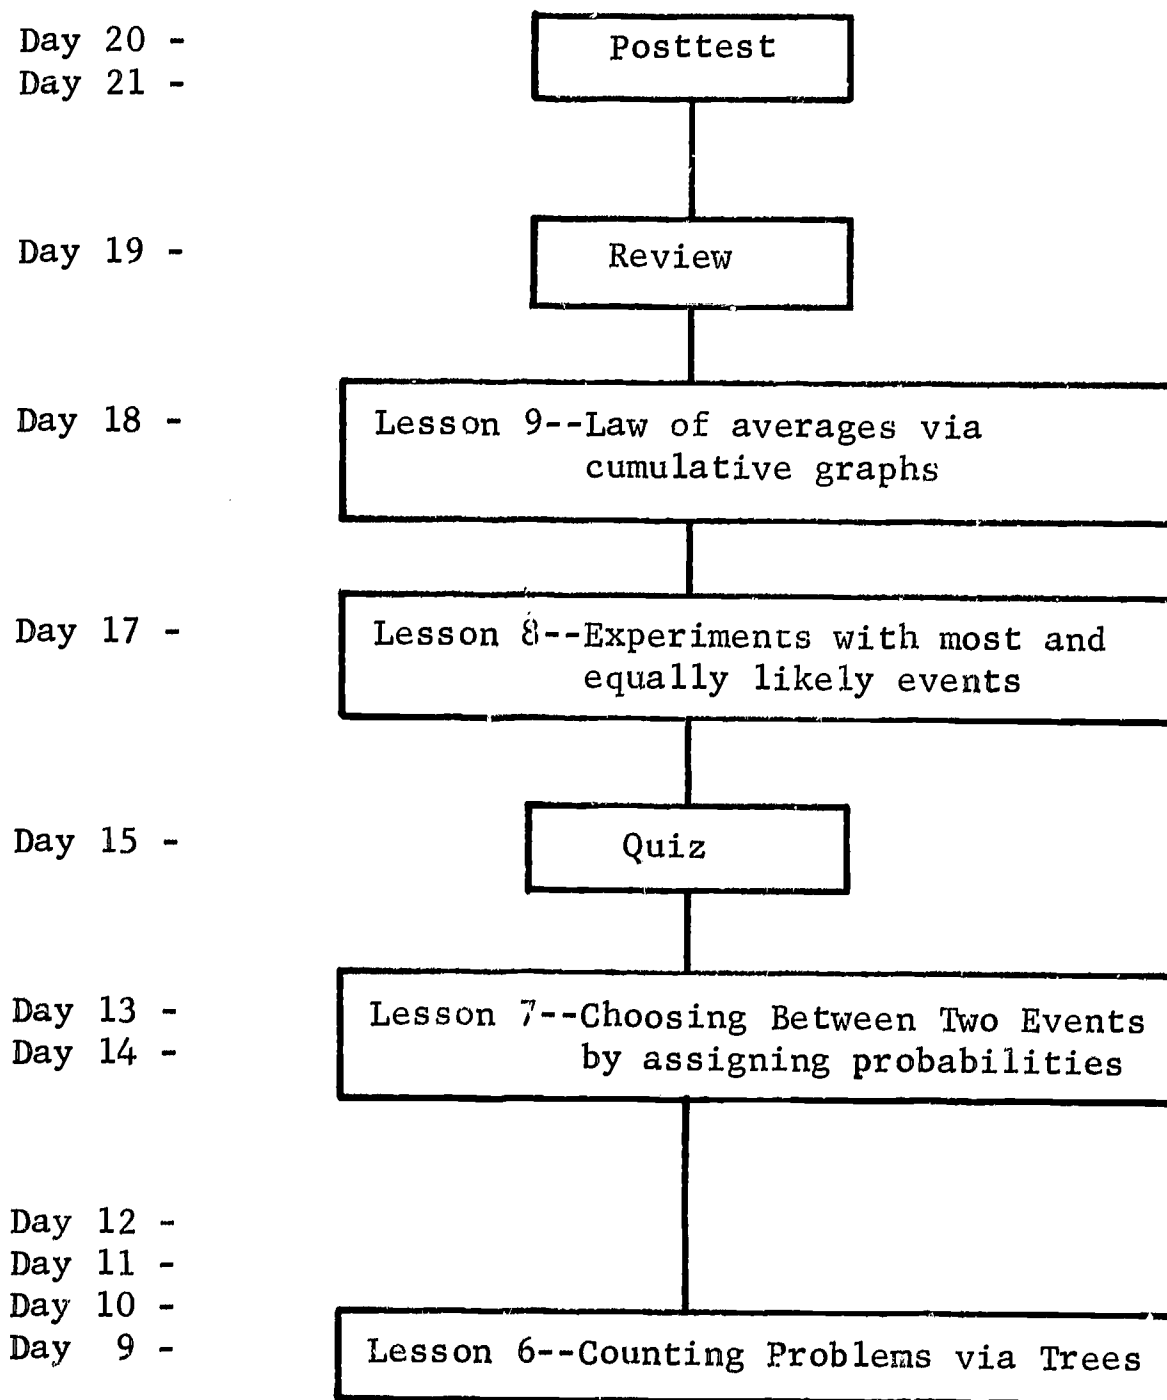 Day 20 -
Day 21 -
Posttest
Day 19 -
Review
Day 18 -
Lesson 9--Law of averages via
cumulative graphs
Day 17 -
Lesson 8--Experiments with most and
equally likely events
Day 15 -
Quiz
Day 13 -
Day 14 -
Lesson 7--Choosing Between Two Events
by assigning probabilities
Day 12 -
Day 11 -
Day 10 -
Day 9 -
Lesson 6--Counting Problems via Trees